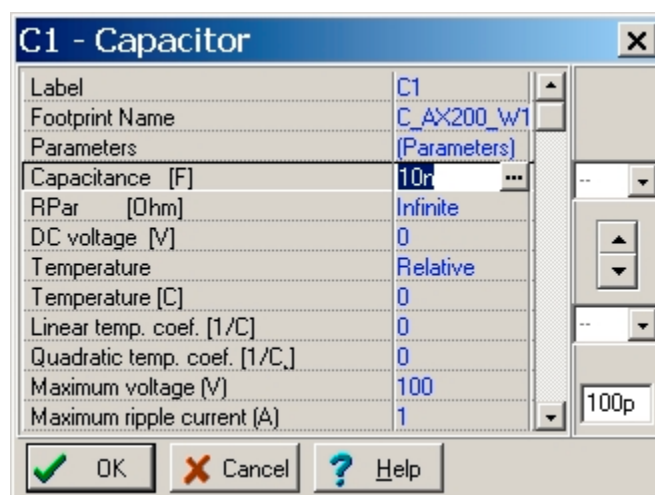 C1 - Capacitor
Label C1
Footprint Name C_AX200_W1
Parameters (Parameters)
Capacitance [F] 10n ...
RPar [Ohm] Infinite
DC voltage [V] 0
Temperature Relative
Temperature [C] 0
Linear temp. coef. [1/C] 0
Quadratic temp. coef. [1/C¸] 0
Maximum voltage (V) 100
Maximum ripple current (A) 1
--
--
100p
OK Cancel ? Help